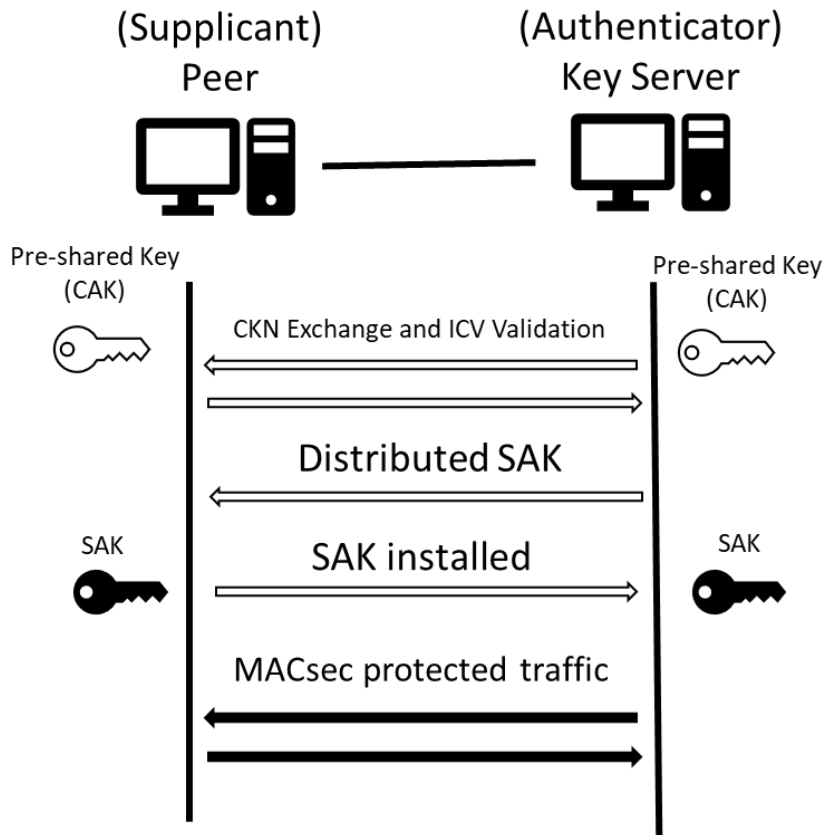 (Supplicant)
Peer
(Authenticator)
Key Server
Pre-shared Key
(CAK)
Pre-shared Key
(CAK)
CKN Exchange and ICV Validation
Distributed SAK
SAK installed
SAK
SAK
MACsec protected traffic